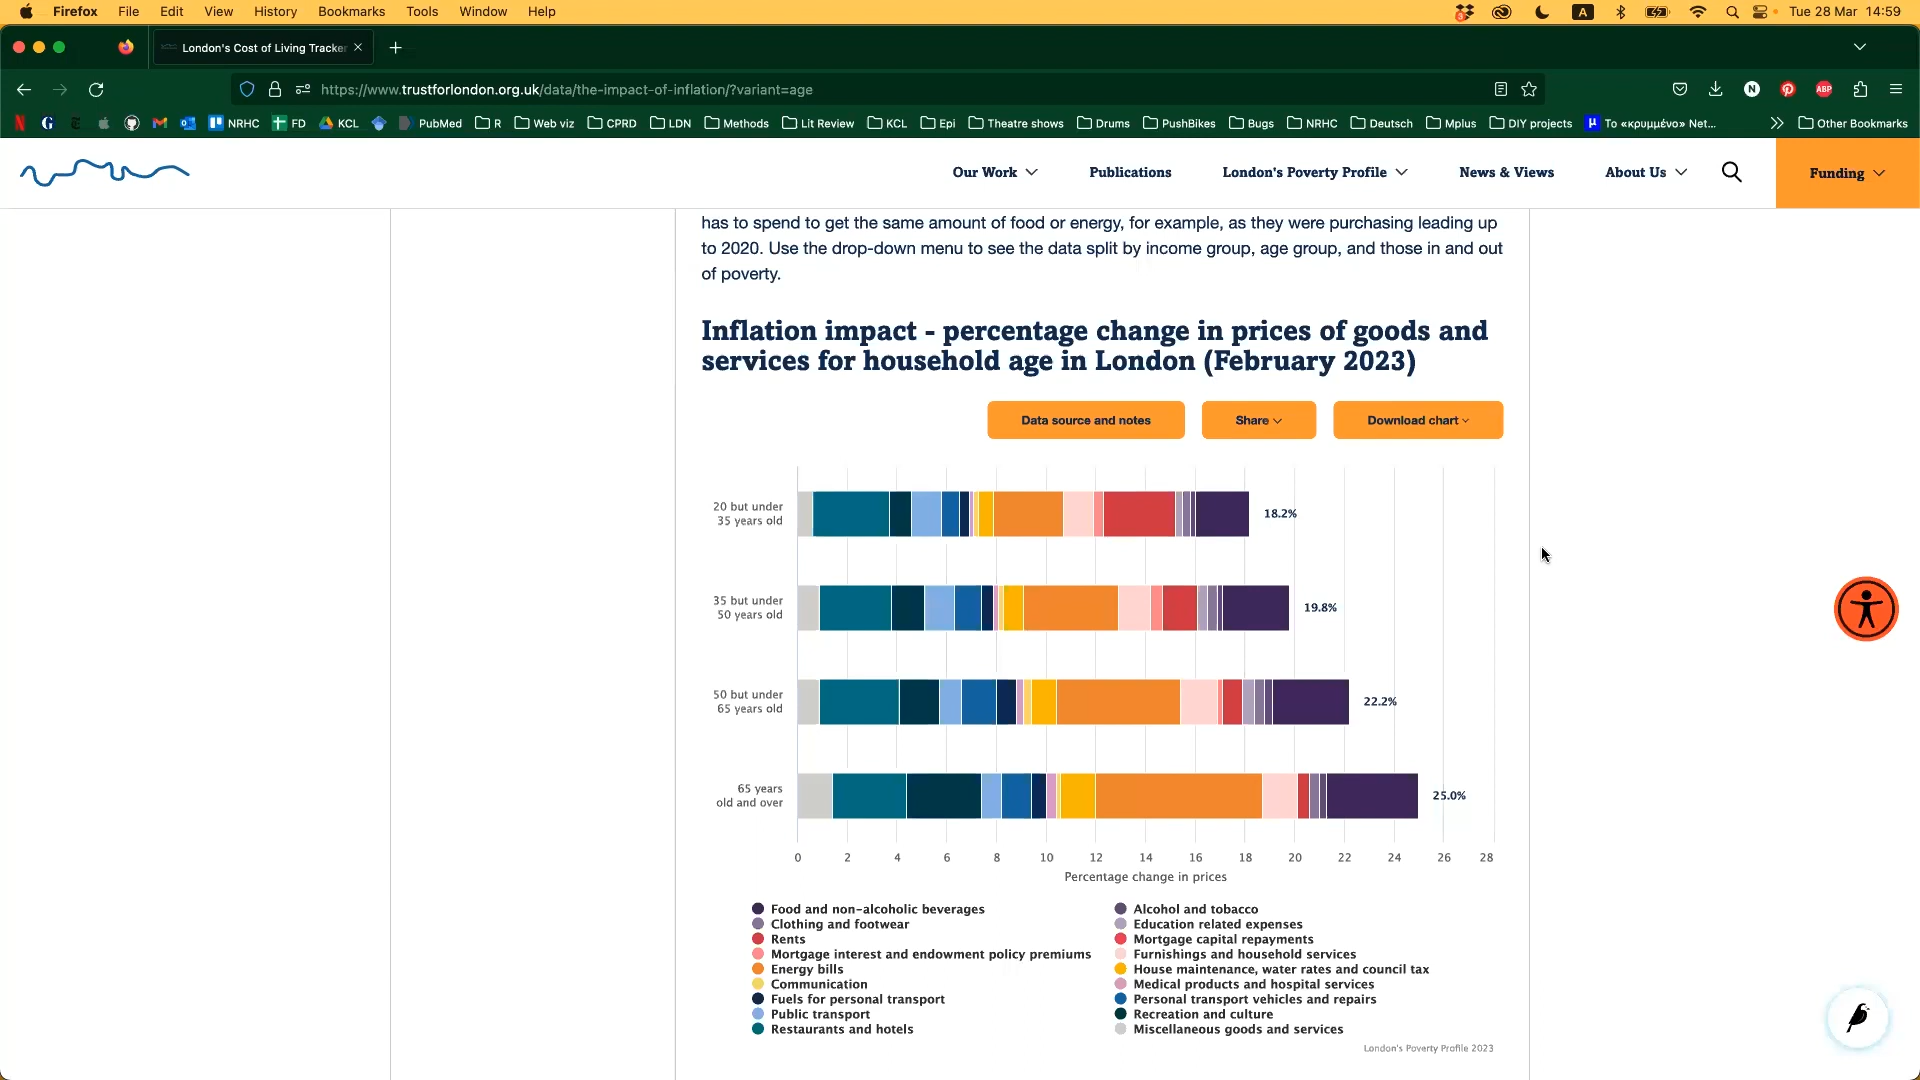 Firefox File Edit View History Bookmarks Tools Window Help
3 A Tue 28 Mar 14:59
London's Cost of Living Tracker
https://www.trustforlondon.org.uk/data/the-impact-of-inflation/?variant=age
N ABP
NRHC FD KCL PubMed R Web viz CPRD LDN Methods Lit Review KCL Epi Theatre shows Drums PushBikes Bugs NRHC Deutsch Mplus DIY projects Το «κρυμμένο» Net... Other Bookmarks
Our Work Publications London's Poverty Profile News & Views About Us Funding
has to spend to get the same amount of food or energy, for example, as they were purchasing leading up
to 2020. Use the drop-down menu to see the data split by income group, age group, and those in and out
of poverty.
Inflation impact - percentage change in prices of goods and
services for household age in London (February 2023)
Data source and notes Share Download chart
20 but under
35 years old
18.2%
35 but under
50 years old
19.8%
50 but under
65 years old
22.2%
65 years
old and over
25.0%
0 2 4 6 8 10 12 14 16 18 20 22 24 26 28
Percentage change in prices
Food and non-alcoholic beverages
Clothing and footwear
Rents
Mortgage interest and endowment policy premiums
Energy bills
Communication
Fuels for personal transport
Public transport
Restaurants and hotels
Alcohol and tobacco
Education related expenses
Mortgage capital repayments
Furnishings and household services
House maintenance, water rates and council tax
Medical products and hospital services
Personal transport vehicles and repairs
Recreation and culture
Miscellaneous goods and services
London's Poverty Profile 2023